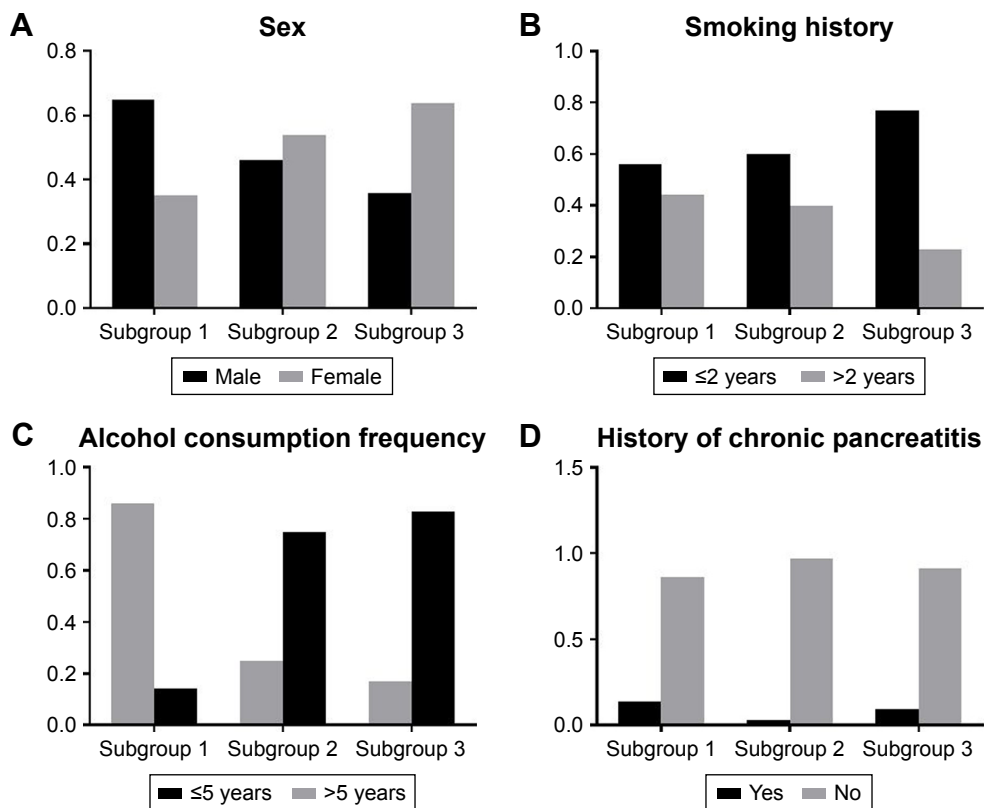 A
Sex
0.8
0.6
0.4
0.2
0.0
Subgroup 1 Subgroup 2 Subgroup 3
Male Female
B
Smoking history
1.0
0.8
0.6
0.4
0.2
0.0
Subgroup 1 Subgroup 2 Subgroup 3
≤2 years >2 years
C
Alcohol consumption frequency
1.0
0.8
0.6
0.4
0.2
0.0
Subgroup 1 Subgroup 2 Subgroup 3
≤5 years >5 years
D
History of chronic pancreatitis
1.5
1.0
0.5
0.0
Subgroup 1 Subgroup 2 Subgroup 3
Yes No